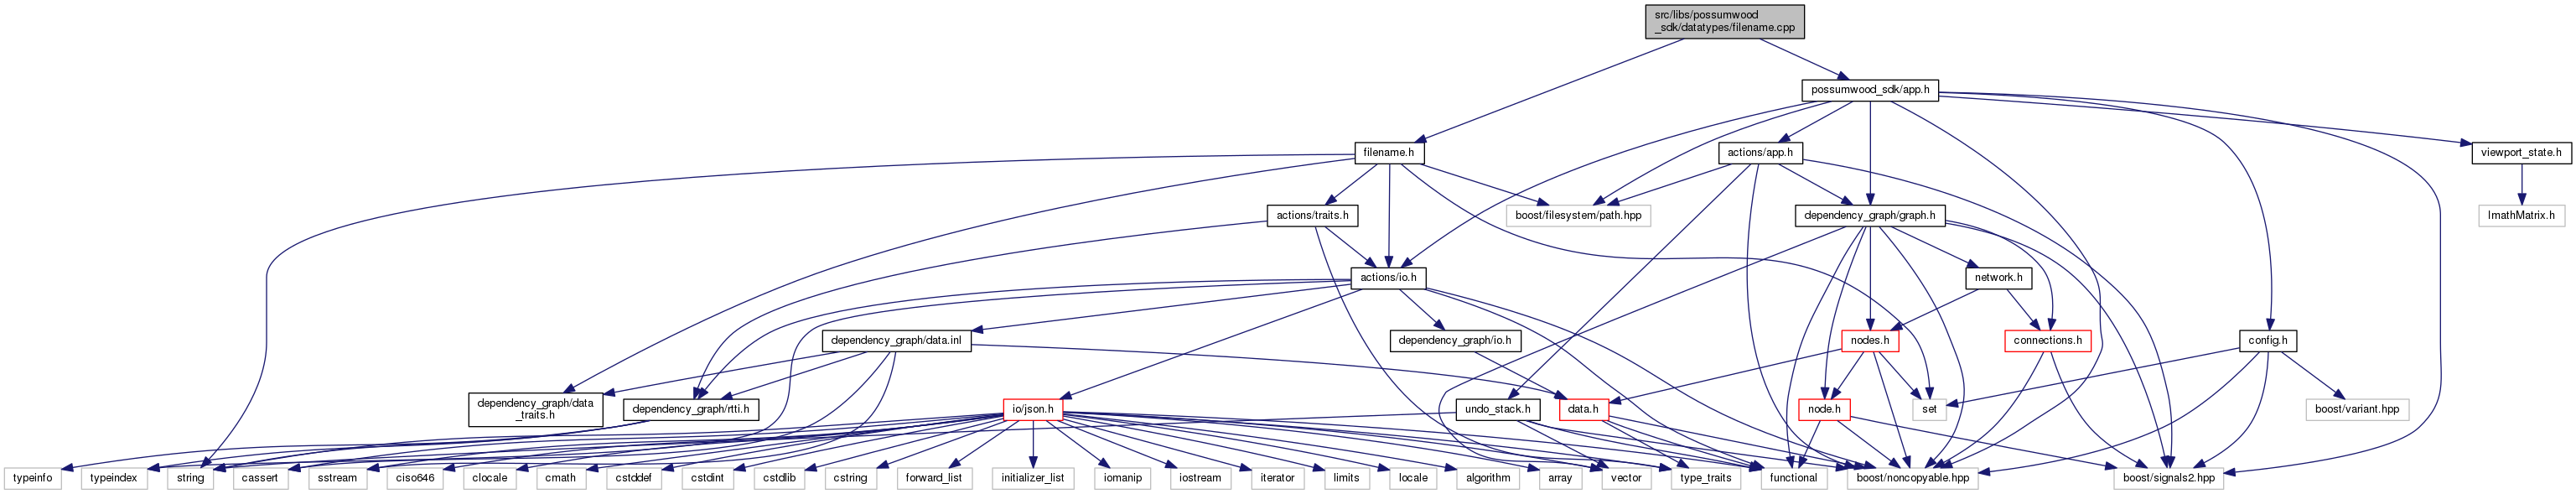 src/libs/possumwood
_sdk/datatypes/filename.cpp
possumwood_sdk/app.h
filename.h
actions/app.h
viewport_state.h
actions/traits.h
boost/filesystem/path.hpp
dependency_graph/graph.h
ImathMatrix.h
actions/io.h
network.h
dependency_graph/data.inl
dependency_graph/io.h
nodes.h
connections.h
config.h
dependency_graph/data
_traits.h
dependency_graph/rtti.h
io/json.h
undo_stack.h
data.h
node.h
set
boost/variant.hpp
typeinfo
typeindex
string
cassert
sstream
ciso646
clocale
cmath
cstddef
cstdint
cstdlib
cstring
forward_list
initializer_list
iomanip
iostream
iterator
limits
locale
algorithm
array
vector
type_traits
functional
boost/noncopyable.hpp
boost/signals2.hpp